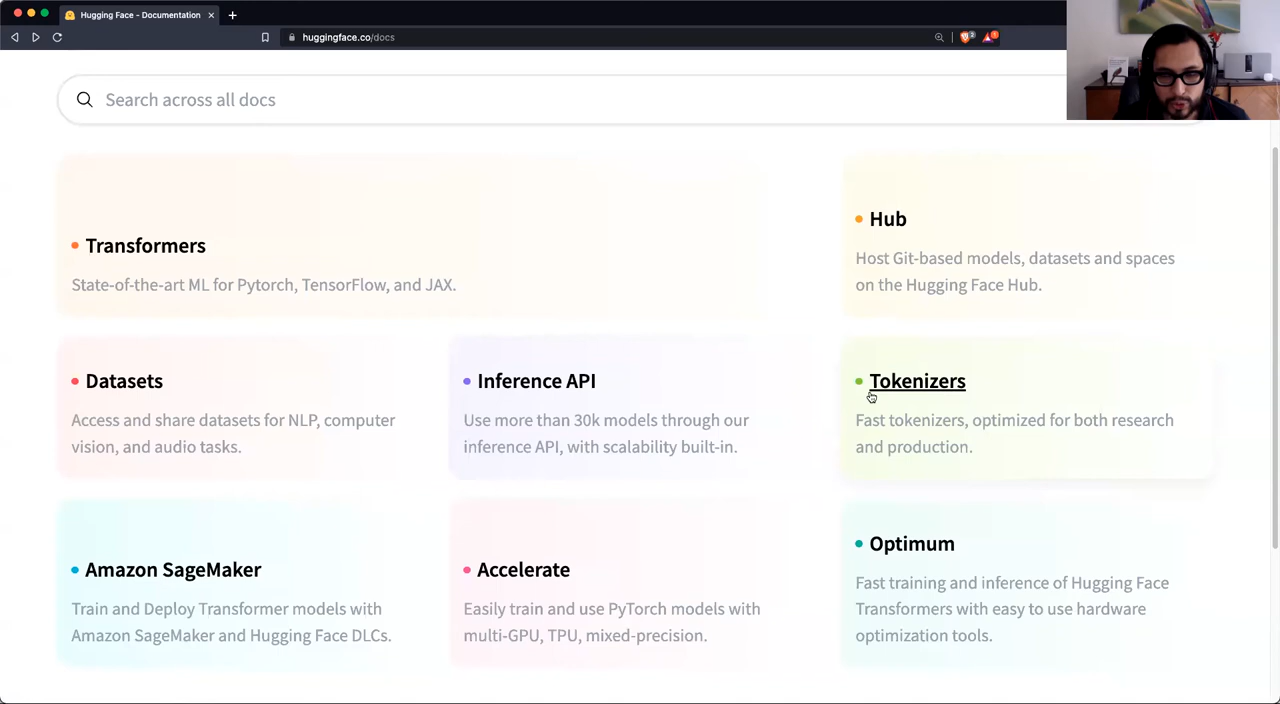 Hugging Face - Documentation
huggingface.co/docs
2
1
Search across all docs
Transformers
State-of-the-art ML for Pytorch, TensorFlow, and JAX.
Hub
Host Git-based models, datasets and spaces
on the Hugging Face Hub.
Datasets
Access and share datasets for NLP, computer
vision, and audio tasks.
Inference API
Use more than 30k models through our
inference API, with scalability built-in.
Tokenizers
Fast tokenizers, optimized for both research
and production.
Amazon SageMaker
Train and Deploy Transformer models with
Amazon SageMaker and Hugging Face DLCs.
Accelerate
Easily train and use PyTorch models with
multi-GPU, TPU, mixed-precision.
Optimum
Fast training and inference of Hugging Face
Transformers with easy to use hardware
optimization tools.